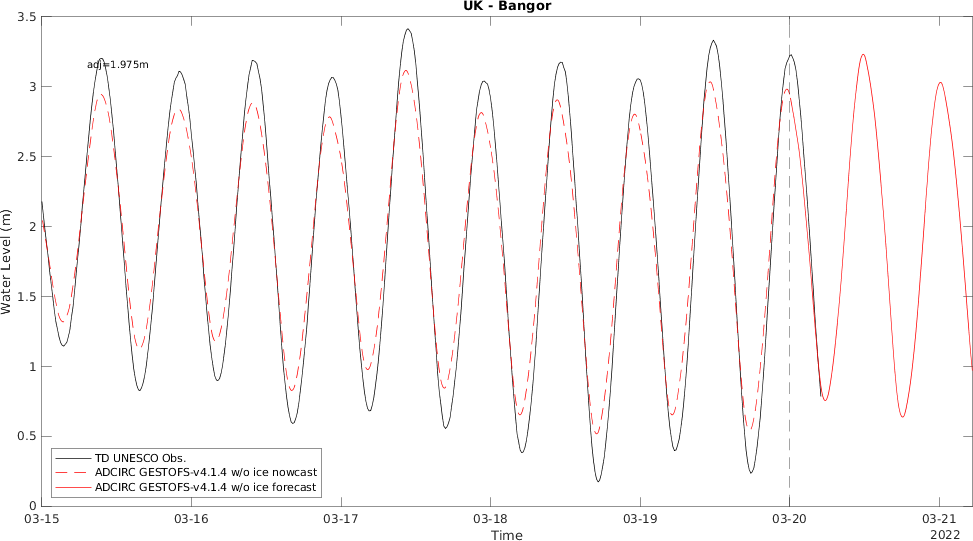 UK - Bangor
3.5
adj=1.975m
3
2.5
2
Water Level (m)
1.5
1
0.5
TD UNESCO Obs.
ADCIRC GESTOFS-v4.1.4 w/o ice nowcast
ADCIRC GESTOFS-v4.1.4 w/o ice forecast
0
03-15 03-16 03-17 03-18 03-19 03-20 03-21
Time 2022